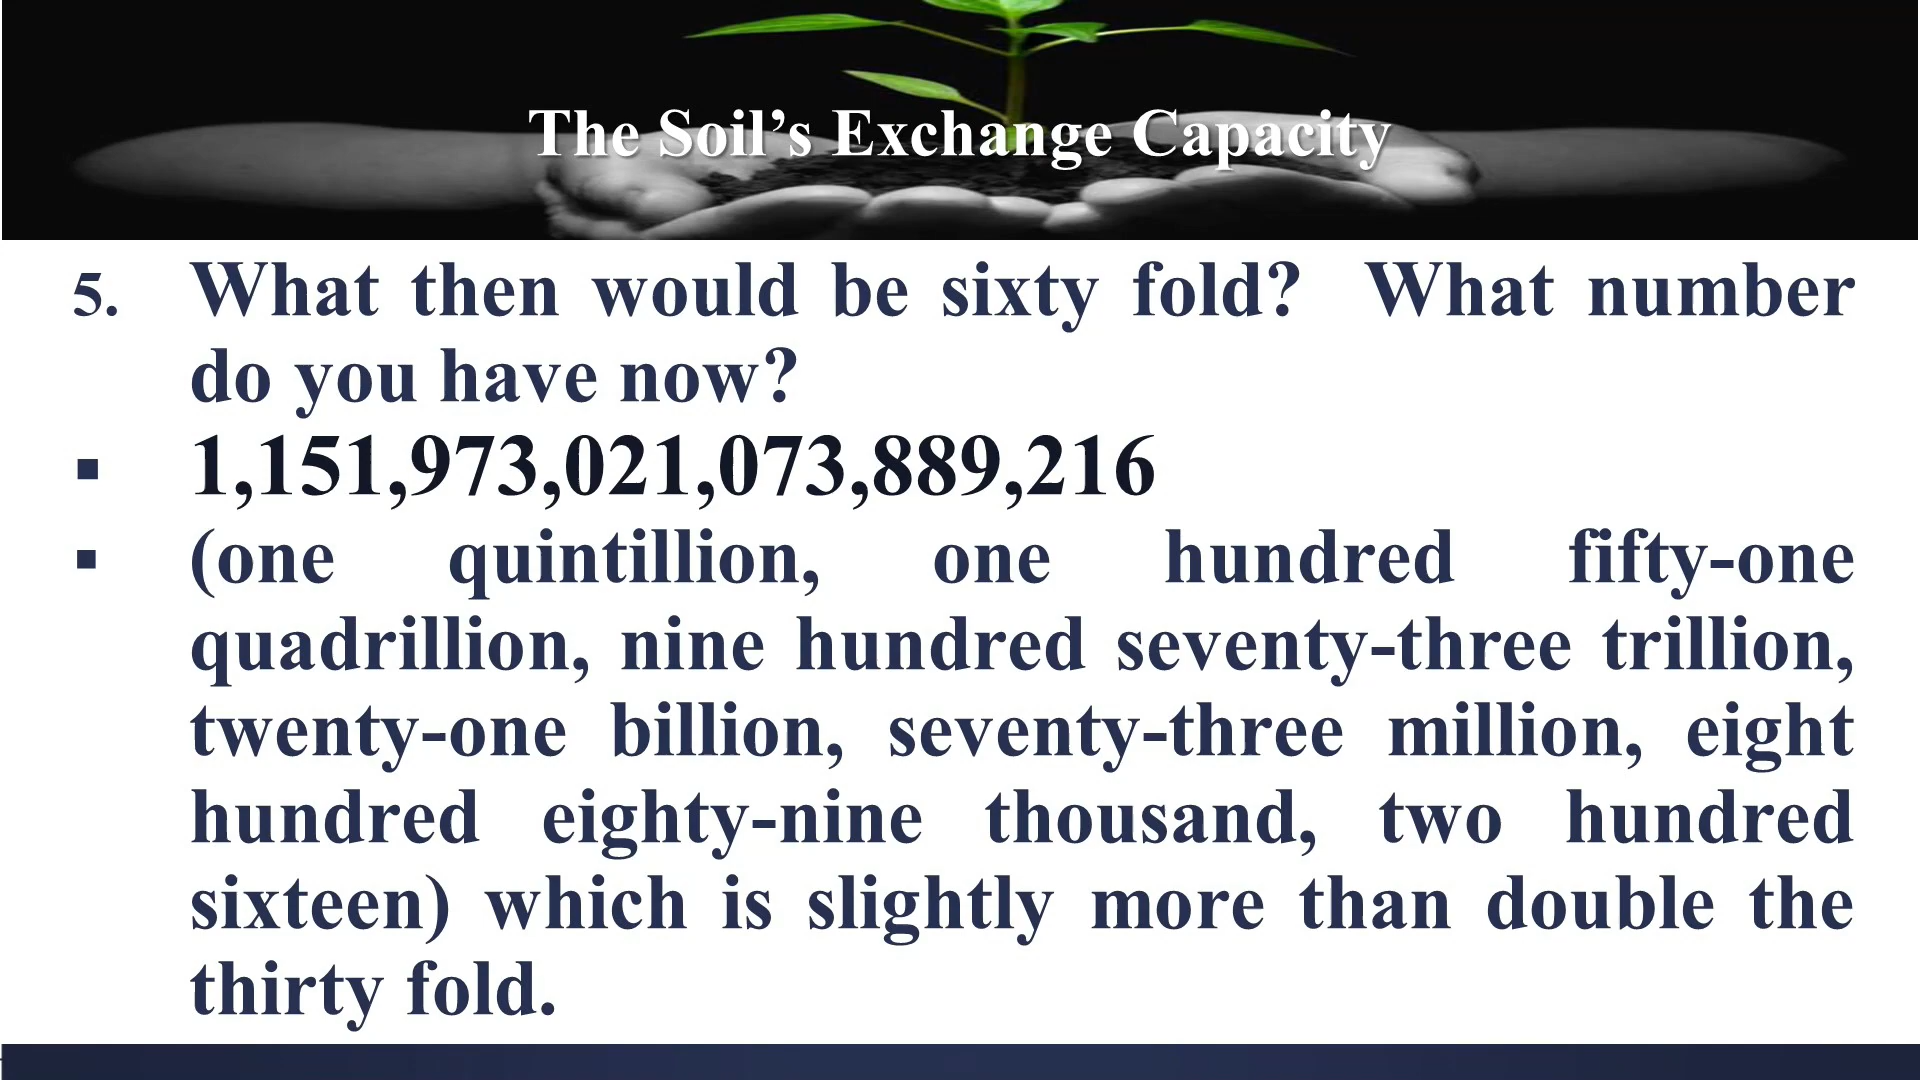 The Soil’s Exchange Capacity
5. What then would be sixty fold? What number
do you have now?
▪ 1,151,973,021,073,889,216
▪ (one quintillion, one hundred fifty-one
quadrillion, nine hundred seventy-three trillion,
twenty-one billion, seventy-three million, eight
hundred eighty-nine thousand, two hundred
sixteen) which is slightly more than double the
thirty fold.